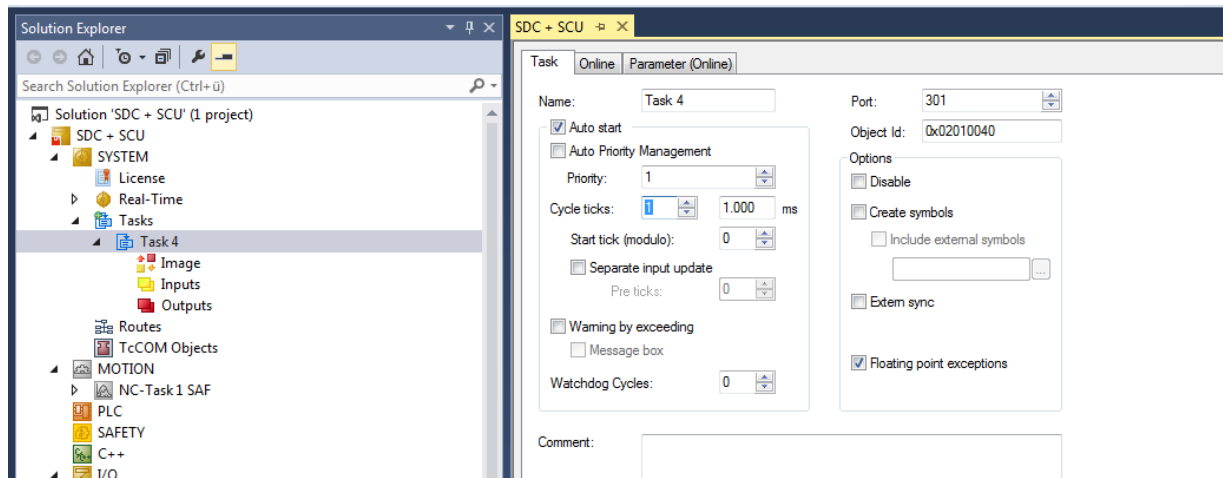 Solution Explorer
Search Solution Explorer (Ctrl+ü)
Solution 'SDC + SCU' (1 project)
SDC + SCU
SYSTEM
License
Real-Time
Tasks
Task 4
Image
Inputs
Outputs
Routes
TcCOM Objects
MOTION
NC-Task 1 SAF
PLC
SAFETY
C++
I/O
SDC + SCU
Task Online Parameter (Online)
Name: Task 4
Auto start
Auto Priority Management
Priority: 1
Cycle ticks: 1 1.000 ms
Start tick (modulo): 0
Separate input update
Pre ticks: 0
Warning by exceeding
Message box
Watchdog Cycles: 0
Comment:
Port: 301
Object Id: 0x02010040
Options
Disable
Create symbols
Include external symbols
...
Extern sync
Floating point exceptions